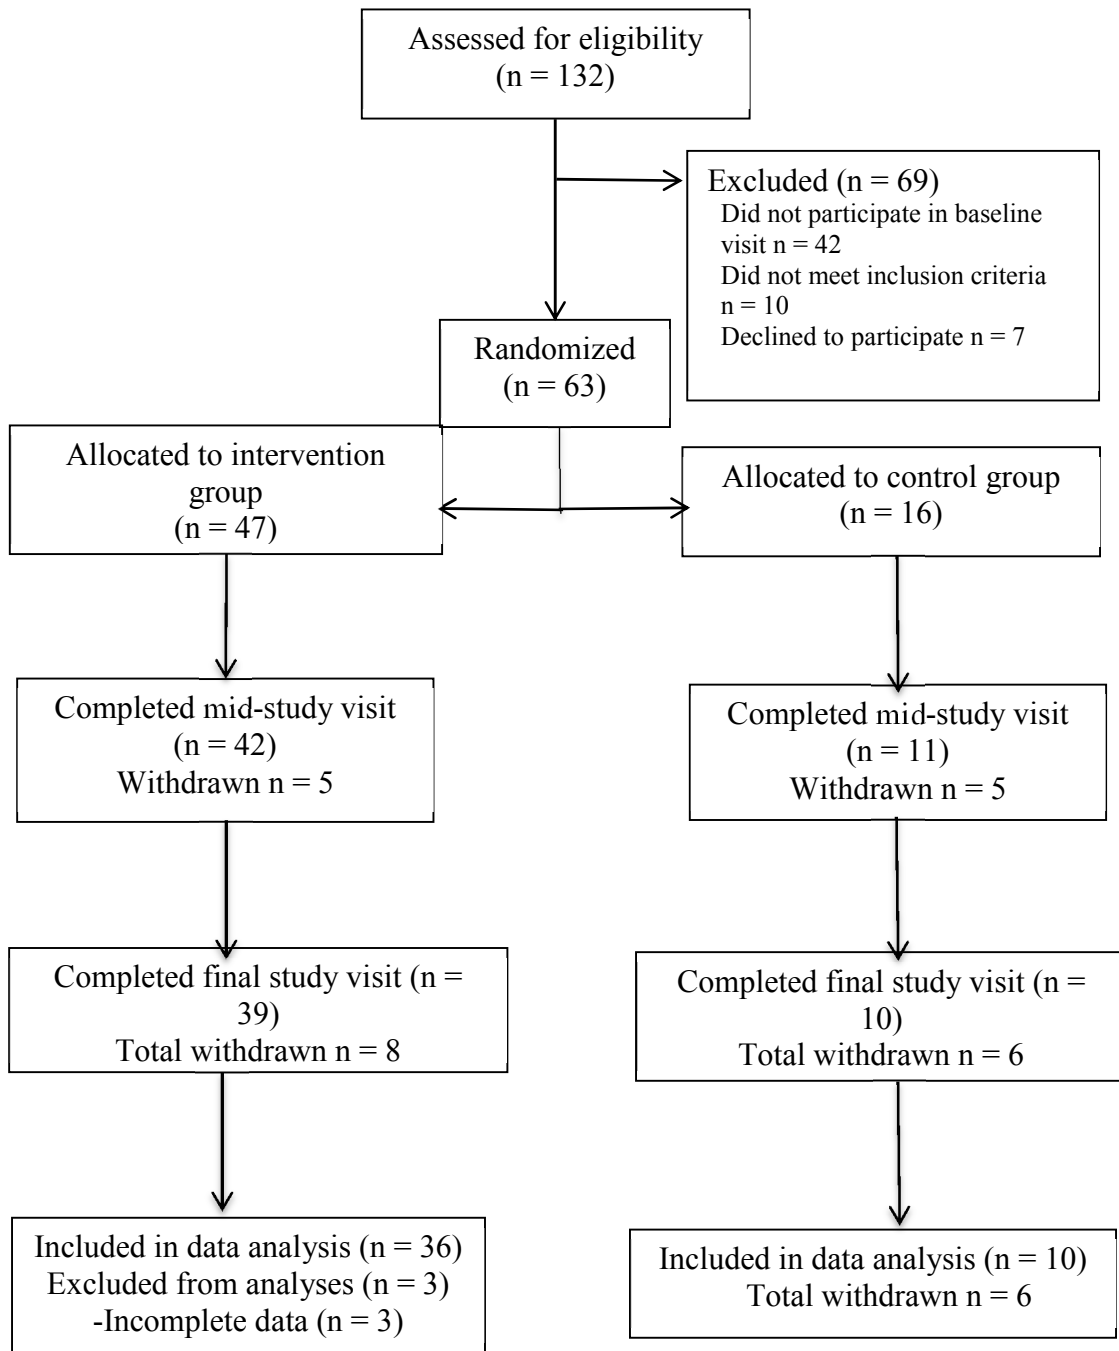 Assessed for eligibility
(n = 132)
Excluded (n = 69)
Did not participate in baseline
visit n = 42
Did not meet inclusion criteria
n = 10
Declined to participate n = 7
Randomized
(n = 63)
Allocated to intervention
group
(n = 47)
Allocated to control group
(n = 16)
Completed mid-study visit
(n = 42)
Withdrawn n = 5
Completed mid-study visit
(n = 11)
Withdrawn n = 5
Completed final study visit (n =
39)
Total withdrawn n = 8
Completed final study visit (n =
10)
Total withdrawn n = 6
Included in data analysis (n = 36)
Excluded from analyses (n = 3)
-Incomplete data (n = 3)
Included in data analysis (n = 10)
Total withdrawn n = 6